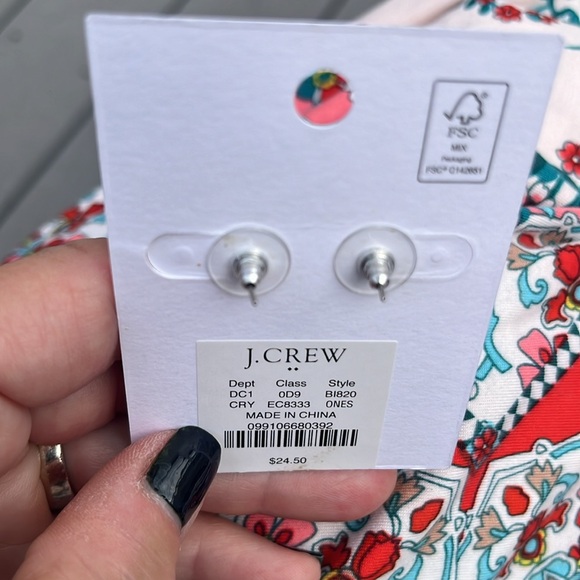 FSC
MIX
Packaging
FSC® C142651
J.CREW
••
Dept Class Style
DC1 0D9 BI820
CRY EC8333 0NES
MADE IN CHINA
099106680392
$24.50